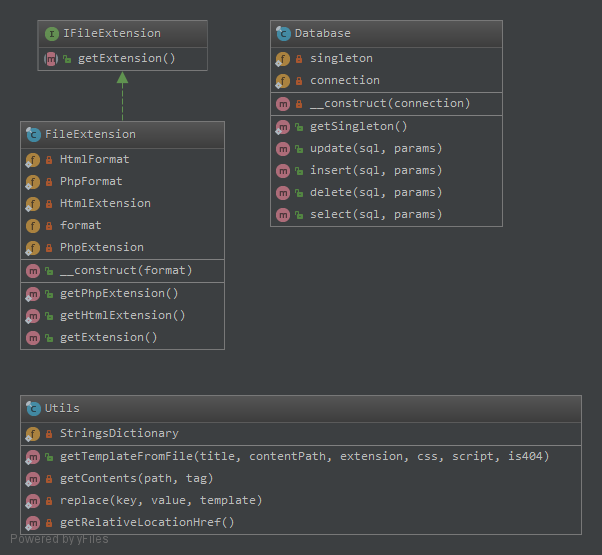 IFileExtension
getExtension()
FileExtension
HtmlFormat
PhpFormat
HtmlExtension
format
PhpExtension
__construct(format)
getPhpExtension()
getHtmlExtension()
getExtension()
Database
singleton
connection
__construct(connection)
getSingleton()
update(sql, params)
insert(sql, params)
delete(sql, params)
select(sql, params)
Utils
StringsDictionary
getTemplateFromFile(title, contentPath, extension, css, script, is404)
getContents(path, tag)
replace(key, value, template)
getRelativeLocationHref()
Powered by yFiles